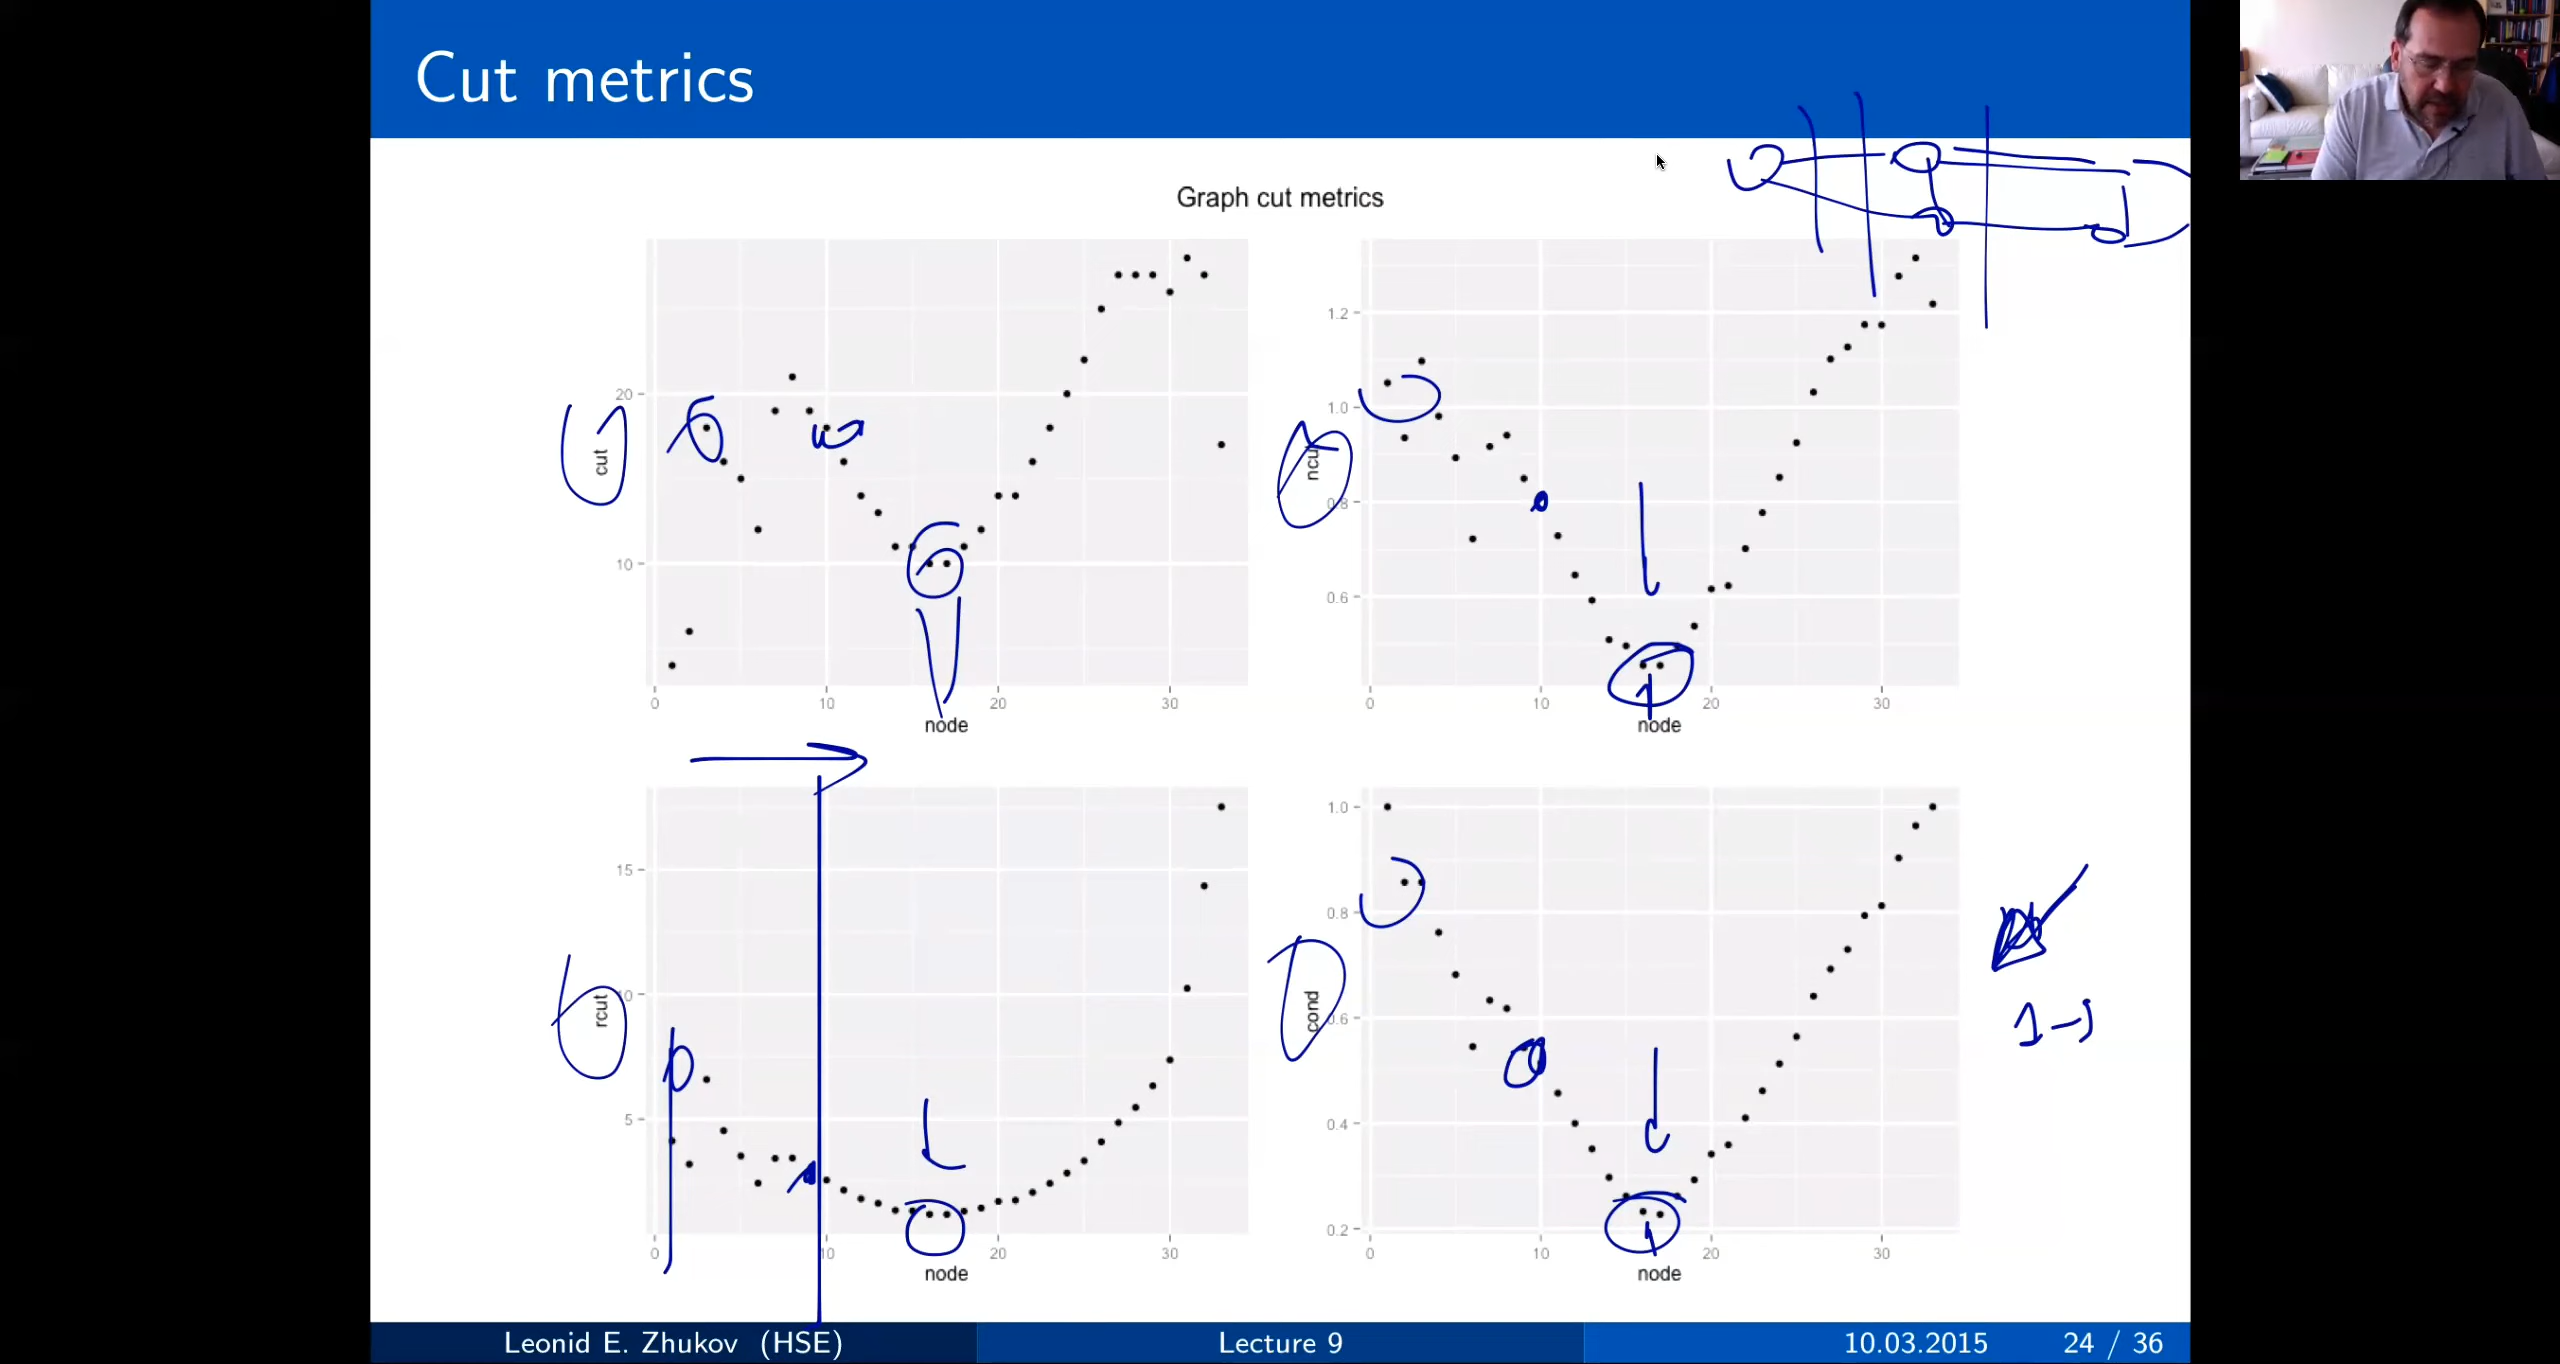 Cut metrics
Graph cut metrics
cut
20
10
0
10
20
30
node
1.2
1.0
0.8
0.6
0
10
20
30
node
rcut
15
10
5
0
10
20
30
node
cond
1.0
0.8
0.6
0.4
0.2
0
10
20
30
node
Leonid E. Zhukov (HSE)
Lecture 9
10.03.2015
24 / 36